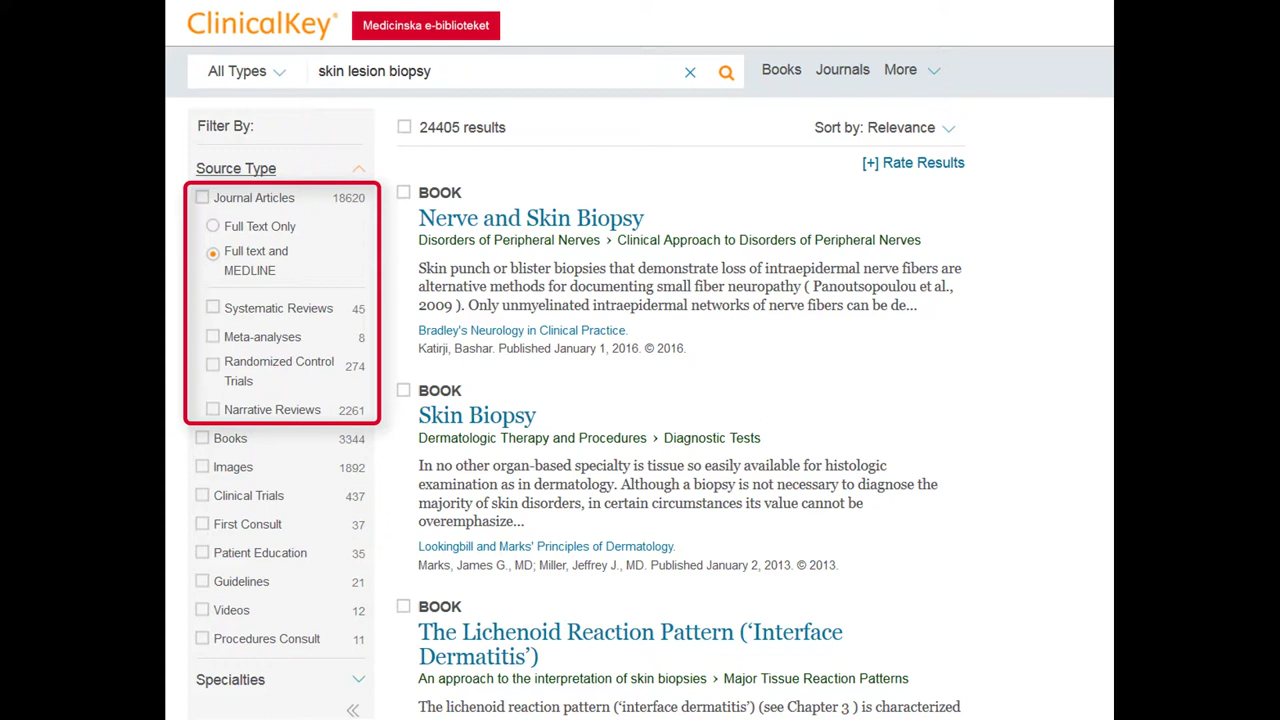 ClinicalKey®
Medicinska e-biblioteket
All Types
skin lesion biopsy
Books
Journals
More
Filter By:
Source Type
Journal Articles 18620
Full Text Only
Full text and
MEDLINE
Systematic Reviews 45
Meta-analyses 8
Randomized Control
Trials 274
Narrative Reviews 2261
Books 3344
Images 1892
Clinical Trials 437
First Consult 37
Patient Education 35
Guidelines 21
Videos 12
Procedures Consult 11
Specialties
24405 results
Sort by: Relevance
[+] Rate Results
BOOK
Nerve and Skin Biopsy
Disorders of Peripheral Nerves › Clinical Approach to Disorders of Peripheral Nerves
Skin punch or blister biopsies that demonstrate loss of intraepidermal nerve fibers are
alternative methods for documenting small fiber neuropathy ( Panoutsopoulou et al.,
2009 ). Only unmyelinated intraepidermal networks of nerve fibers can be de...
Bradley's Neurology in Clinical Practice.
Katirji, Bashar. Published January 1, 2016. © 2016.
BOOK
Skin Biopsy
Dermatologic Therapy and Procedures › Diagnostic Tests
In no other organ-based specialty is tissue so easily available for histologic
examination as in dermatology. Although a biopsy is not necessary to diagnose the
majority of skin disorders, in certain circumstances its value cannot be
overemphasize...
Lookingbill and Marks' Principles of Dermatology.
Marks, James G., MD; Miller, Jeffrey J., MD. Published January 2, 2013. © 2013.
BOOK
The Lichenoid Reaction Pattern (‘Interface
Dermatitis’)
An approach to the interpretation of skin biopsies › Major Tissue Reaction Patterns
The lichenoid reaction pattern (‘interface dermatitis’) (see Chapter 3 ) is characterized